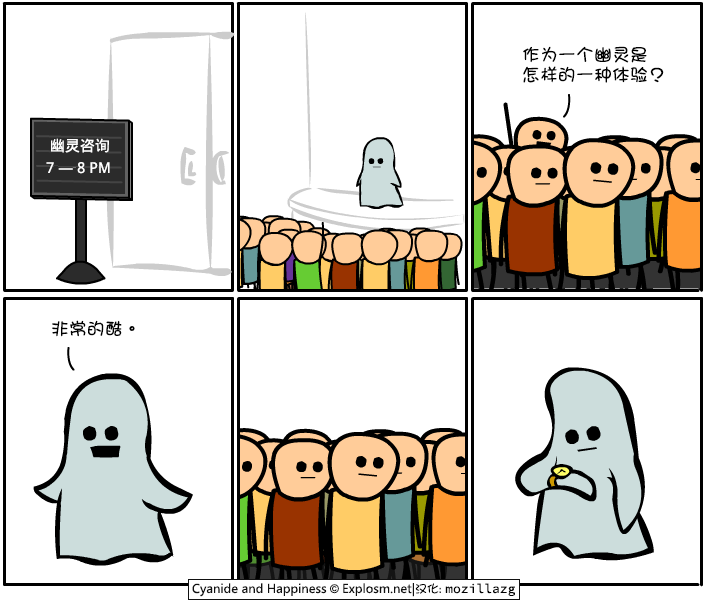 幽灵咨询
7 — 8 PM
作为一个幽灵是
怎样的一种体验？
非常的酷。
Cyanide and Happiness © Explosm.net|汉化: mozillazg